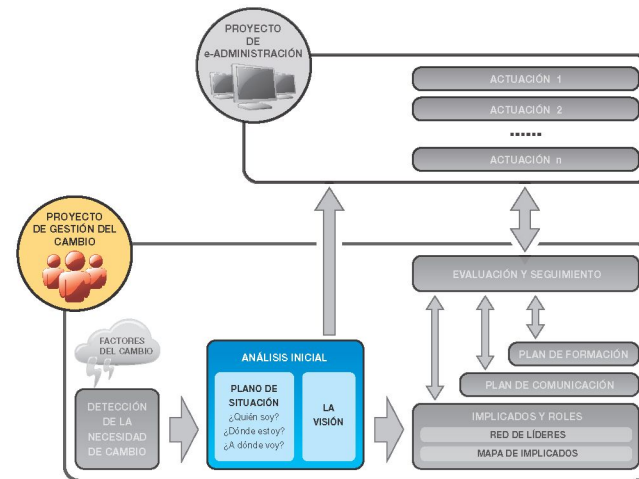 PROYECTO
DE
e-ADMINISTRACIÓN
ACTUACIÓN 1
ACTUACIÓN 2
......
ACTUACIÓN n
PROYECTO
DE GESTIÓN DEL
CAMBIO
EVALUACIÓN Y SEGUIMIENTO
FACTORES
DEL CAMBIO
PLAN DE FORMACIÓN
PLAN DE COMUNICACIÓN
DETECCIÓN
DE LA
NECESIDAD
DE CAMBIO
ANÁLISIS INICIAL
PLANO DE
SITUACIÓN
¿Quién soy?
¿Dónde estoy?
¿A dónde voy?
LA
VISIÓN
IMPLICADOS Y ROLES
RED DE LÍDERES
MAPA DE IMPLICADOS